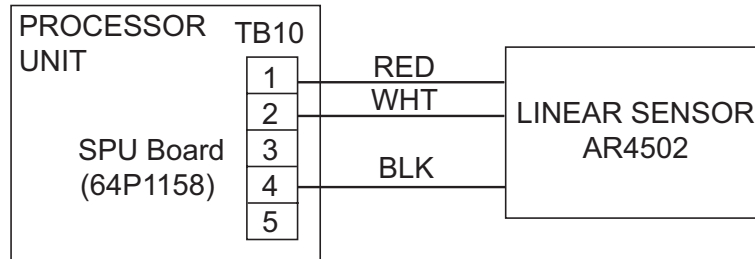 PROCESSOR
UNIT
TB10
1
2
3
4
5
SPU Board
(64P1158)
RED
WHT
BLK
LINEAR SENSOR
AR4502